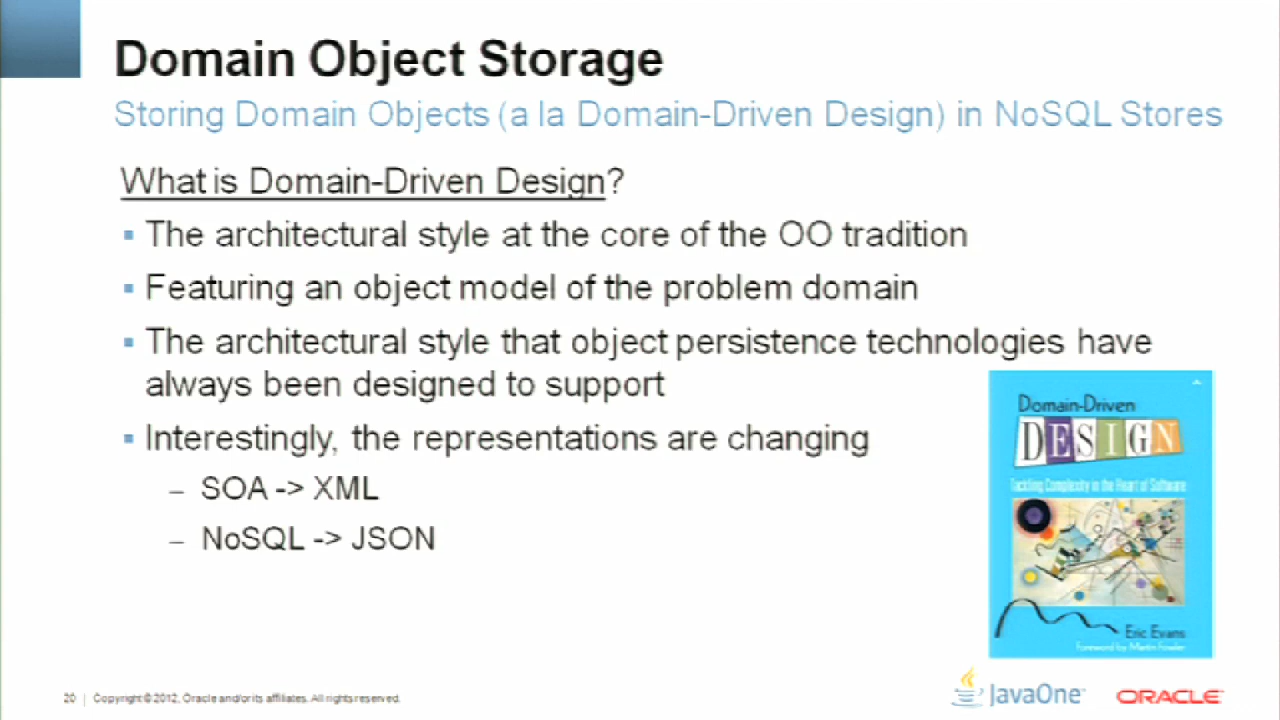 Domain Object Storage
Storing Domain Objects (a la Domain-Driven Design) in NoSQL Stores
What is Domain-Driven Design?
▪ The architectural style at the core of the OO tradition
▪ Featuring an object model of the problem domain
▪ The architectural style that object persistence technologies have
always been designed to support
▪ Interestingly, the representations are changing
– SOA -> XML
– NoSQL -> JSON
Domain-Driven
DESIGN
Tackling Complexity in the Heart of Software
Eric Evans
Foreword by Martin Fowler
20 | Copyright © 2012, Oracle and/or its affiliates. All rights reserved.
JavaOne
ORACLE